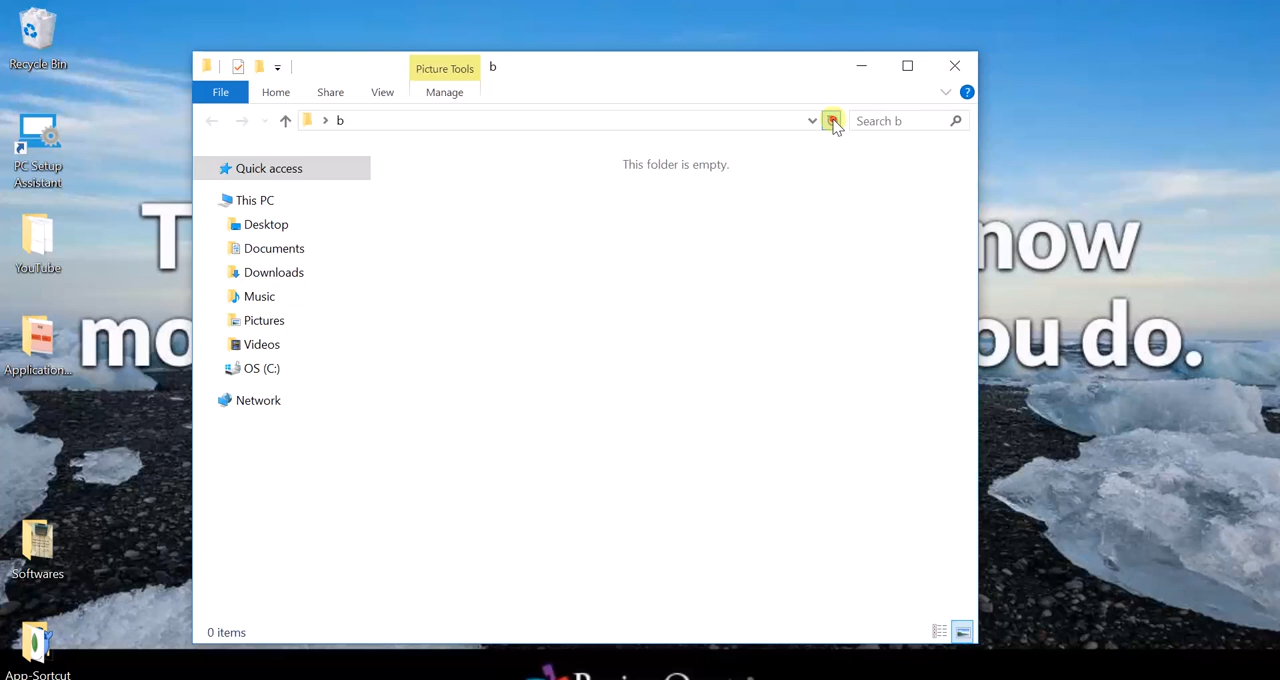 Recycle Bin
PC Setup
Assistant
YouTube
Application...
Softwares
App-Sortcut
Picture Tools
b
File
Home
Share
View
Manage
b
Search b
Quick access
This PC
Desktop
Documents
Downloads
Music
Pictures
Videos
OS (C:)
Network
This folder is empty.
0 items
T
now
mo
ou do.